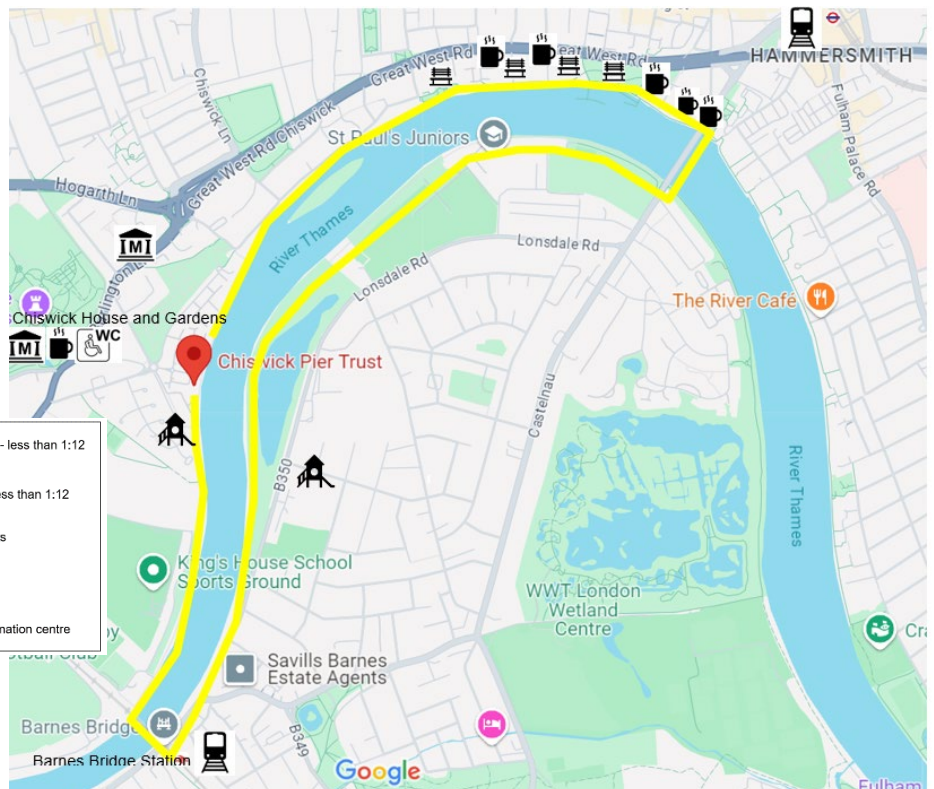 Great West Rd
Great West Rd
HAMMERSMITH
Chiswick Ln
Fulham Palace Rd
St Paul's Juniors
Great West Rd Chiswick
Hogarth Ln
River Thames
Lonsdale Rd
Lonsdale Rd
The River Café
Chiswick House and Gardens
WC
Chiswick Pier Trust
Castelnau
- less than 1:12
ess than 1:12
s
mation centre
B350
River Thames
King's House School
Sports Ground
WWT London
Wetland
Centre
Cra
Savills Barnes
Estate Agents
Barnes Bridge
B349
Barnes Bridge Station
Google
Fulham